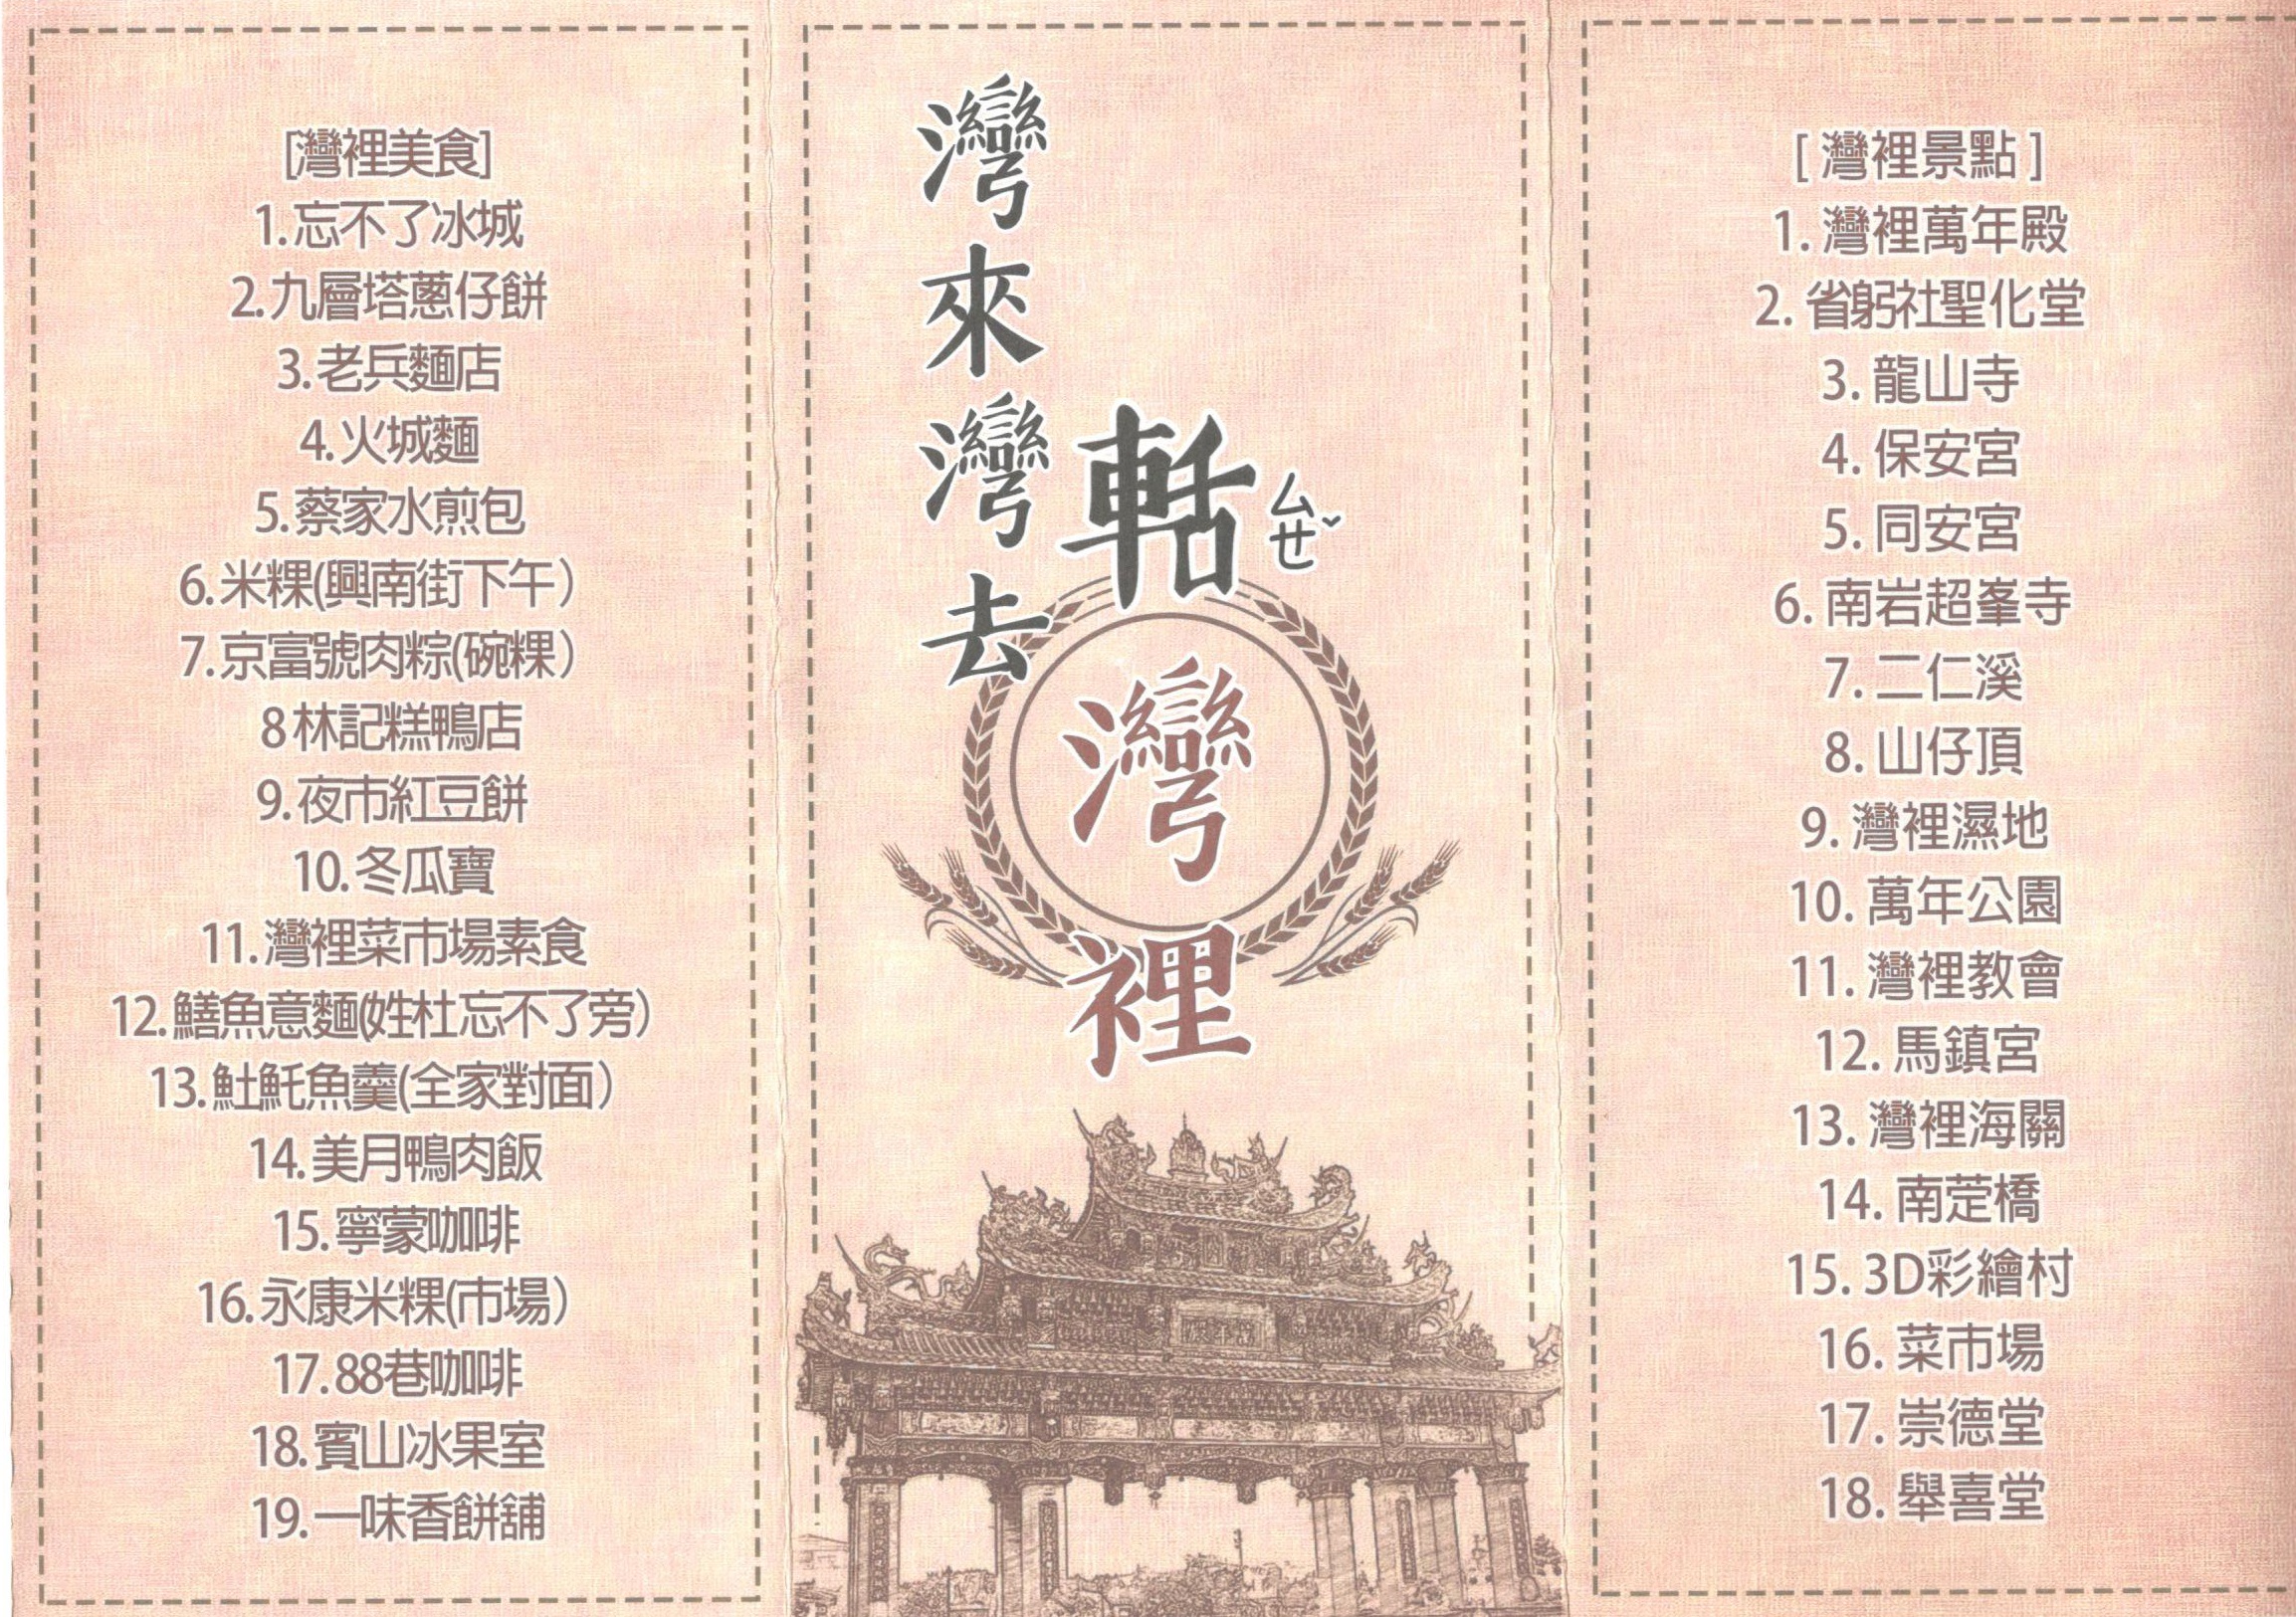 [灣裡美食]
1.忘不了冰城
2.九層塔蔥仔餅
3.老兵麵店
4.火城麵
5.蔡家水煎包
6.米粿(興南街下午）
7.京富號肉粽(碗粿）
8林記糕鴨店
9.夜市紅豆餅
10.冬瓜寶
11.灣裡菜市場素食
12.鱔魚意麵(姓杜忘不了旁）
13.魠魠魚羹(全家對面）
14.美月鴨肉飯
15.寧蒙咖啡
16.永康米粿(市場）
17.88巷咖啡
18.賓山冰果室
19.一味香餅舖
灣來灣去
ㄙㄝˇ
灣裡
[ 灣裡景點 ]
1. 灣裡萬年殿
2. 省躬社聖化堂
3. 龍山寺
4. 保安宮
5. 同安宮
6. 南岩超峯寺
7. 二仁溪
8. 山仔頂
9. 灣裡濕地
10. 萬年公園
11. 灣裡教會
12. 馬鎮宮
13. 灣裡海關
14. 南萣橋
15. 3D彩繪村
16. 菜市場
17. 崇德堂
18. 舉喜堂